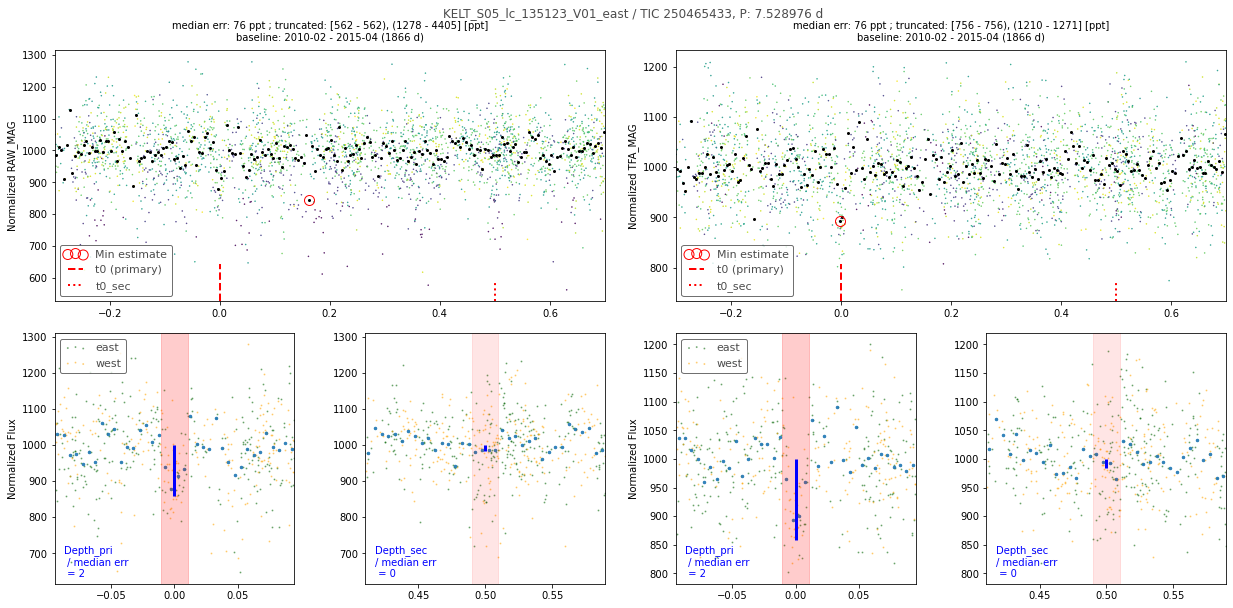 KELT_S05_lc_135123_V01_east / TIC 250465433, P: 7.528976 d
median err: 76 ppt ; truncated: [562 - 562), (1278 - 4405] [ppt]
baseline: 2010-02 - 2015-04 (1866 d)
Normalized RAW_MAG
1300
1200
1100
1000
900
800
700
600
Min estimate
t0 (primary)
t0_sec
−0.2
0.0
0.2
0.4
0.6
median err: 76 ppt ; truncated: [756 - 756), (1210 - 1271] [ppt]
baseline: 2010-02 - 2015-04 (1866 d)
Normalized TFA_MAG
1200
1100
1000
900
800
Min estimate
t0 (primary)
t0_sec
−0.2
0.0
0.2
0.4
0.6
Normalized Flux
1300
1200
1100
1000
900
800
700
east
west
Depth_pri
/ median err
= 2
−0.05
0.00
0.05
1300
1200
1100
1000
900
800
700
Depth_sec
/ median err
= 0
0.45
0.50
0.55
Normalized Flux
1200
1150
1100
1050
1000
950
900
850
800
east
west
Depth_pri
/ median err
= 2
−0.05
0.00
0.05
1200
1150
1100
1050
1000
950
900
850
800
Depth_sec
/ median err
= 0
0.45
0.50
0.55